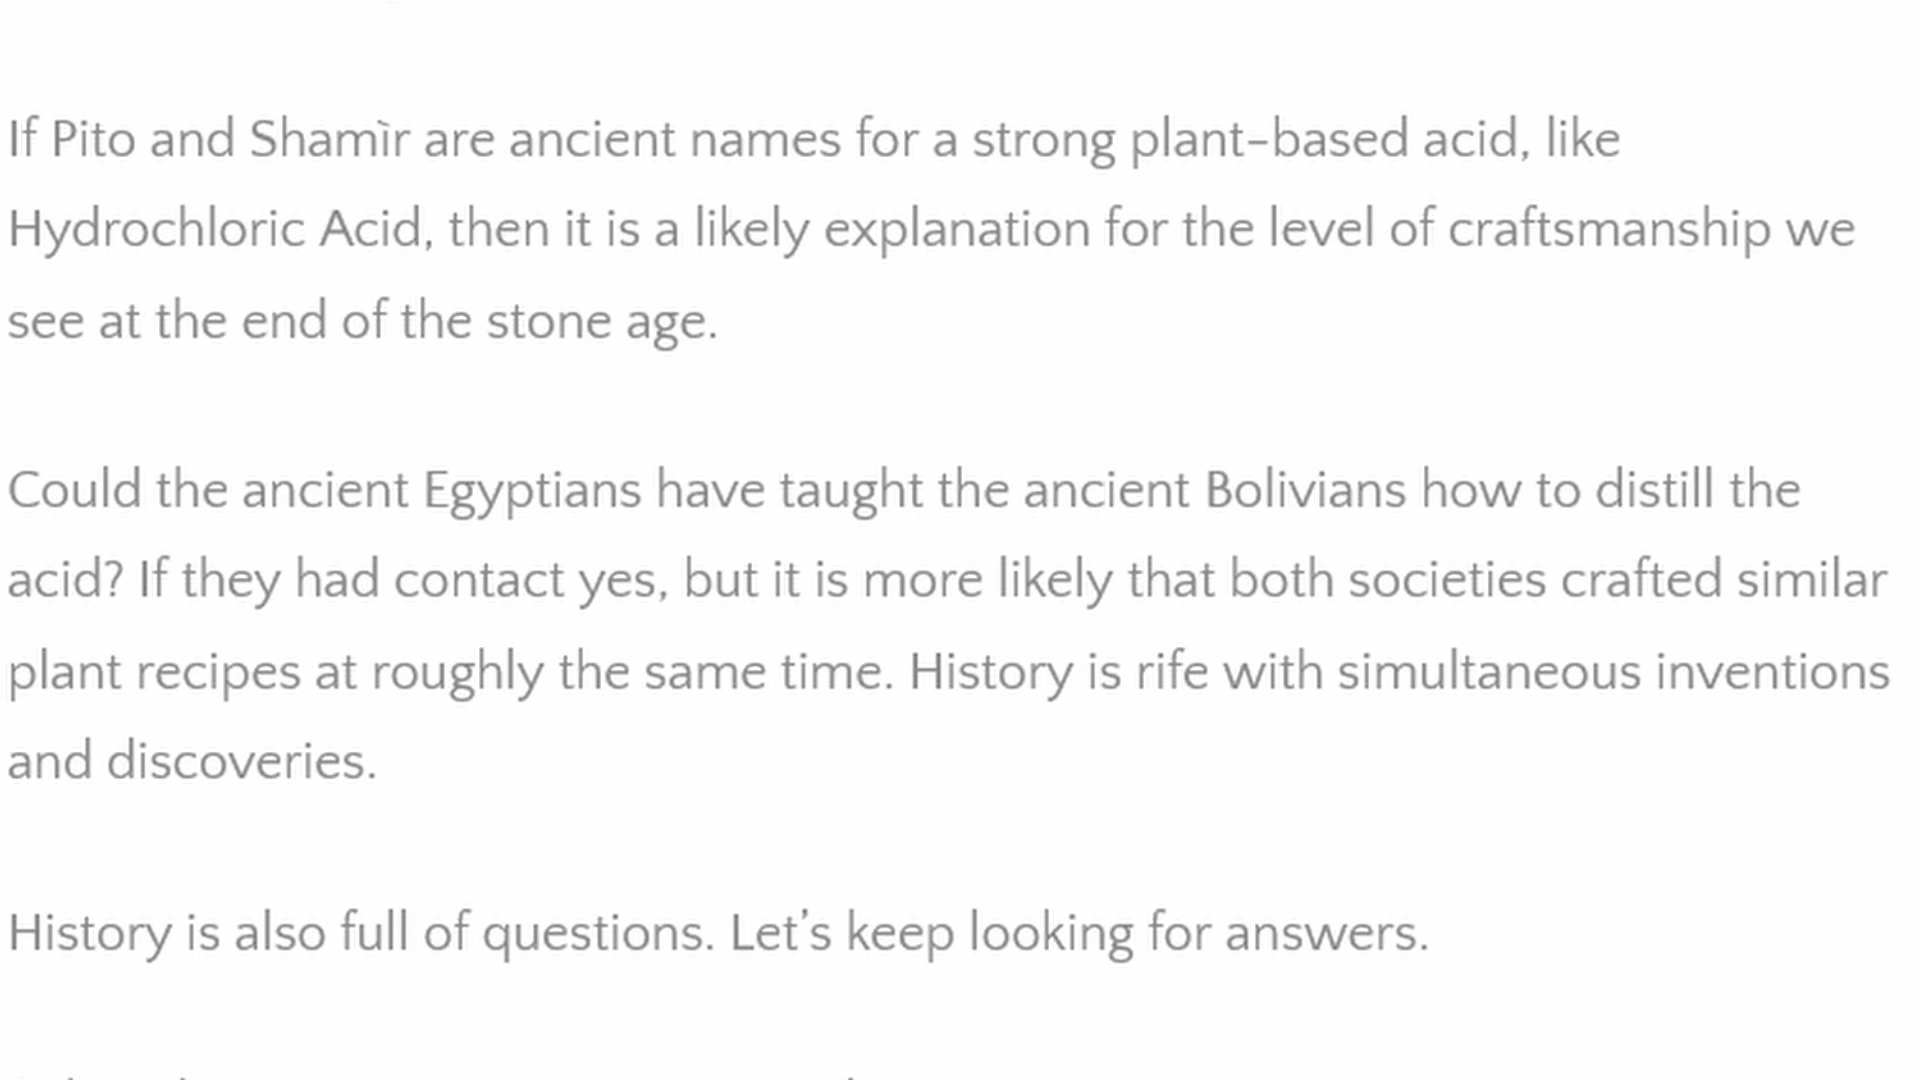 If Pito and Shamìr are ancient names for a strong plant-based acid, like
Hydrochloric Acid, then it is a likely explanation for the level of craftsmanship we
see at the end of the stone age.
Could the ancient Egyptians have taught the ancient Bolivians how to distill the
acid? If they had contact yes, but it is more likely that both societies crafted similar
plant recipes at roughly the same time. History is rife with simultaneous inventions
and discoveries.
History is also full of questions. Let’s keep looking for answers.